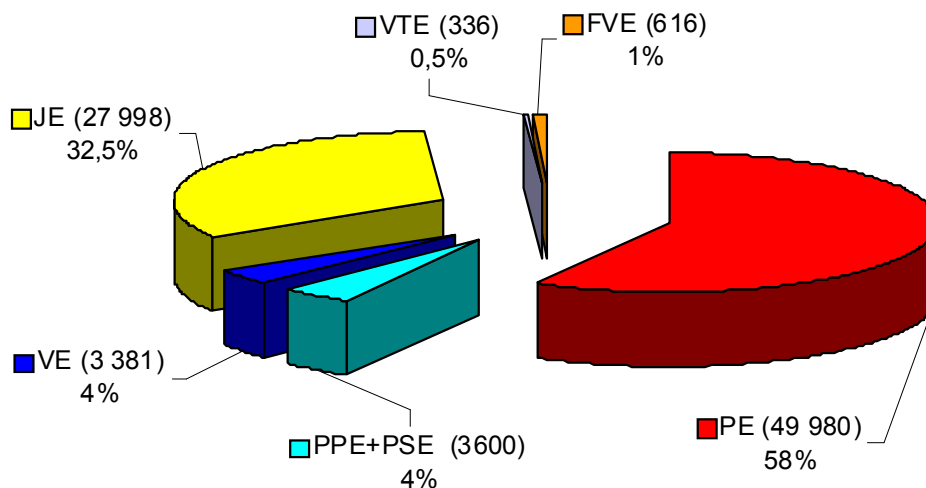 VTE (336)
0,5%
FVE (616)
1%
JE (27 998)
32,5%
VE (3 381)
4%
PPE+PSE (3600)
4%
PE (49 980)
58%